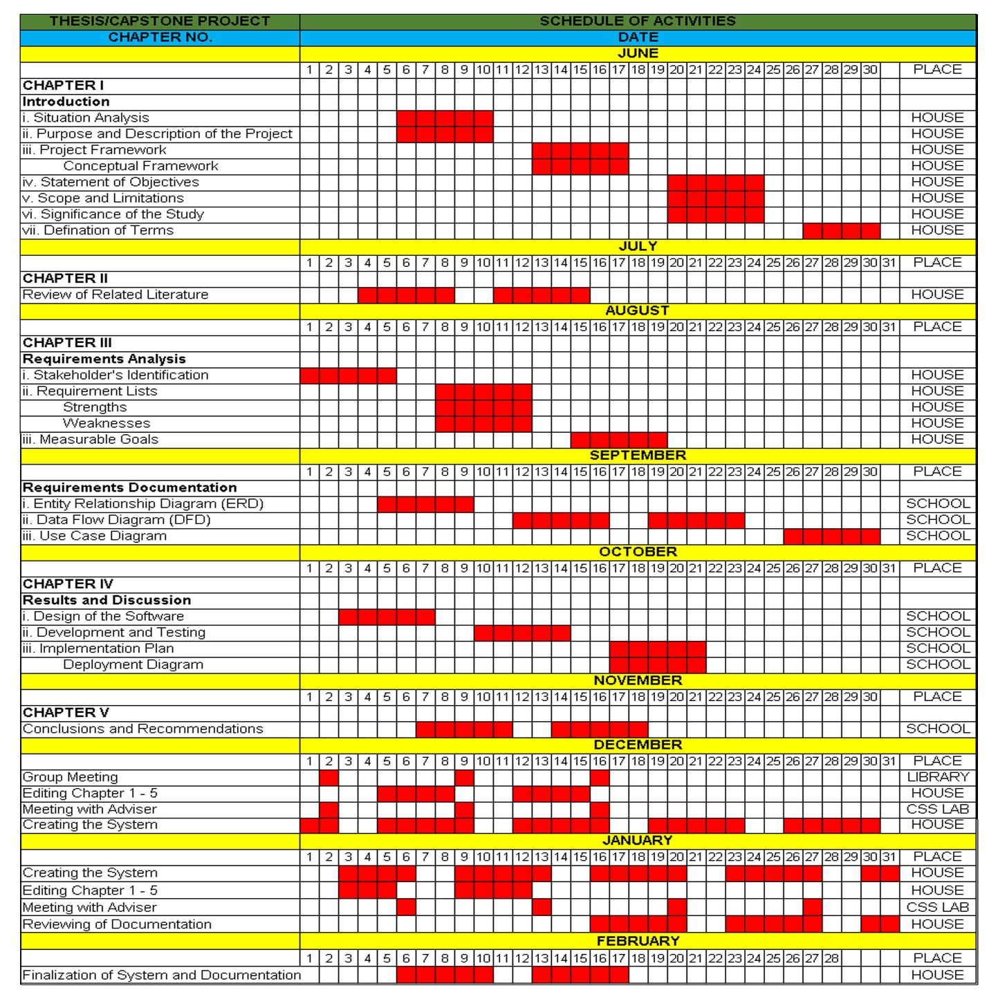 THESIS/CAPSTONE PROJECT SCHEDULE OF ACTIVITIES
CHAPTER NO. DATE
JUNE
1 2 3 4 5 6 7 8 9 10 11 12 13 14 15 16 17 18 19 20 21 22 23 24 25 26 27 28 29 30 PLACE
CHAPTER I
Introduction
i. Situation Analysis HOUSE
ii. Purpose and Description of the Project HOUSE
iii. Project Framework HOUSE
Conceptual Framework HOUSE
iv. Statement of Objectives HOUSE
v. Scope and Limitations HOUSE
vi. Significance of the Study HOUSE
vii. Defination of Terms HOUSE
JULY
1 2 3 4 5 6 7 8 9 10 11 12 13 14 15 16 17 18 19 20 21 22 23 24 25 26 27 28 29 30 31 PLACE
CHAPTER II
Review of Related Literature HOUSE
AUGUST
1 2 3 4 5 6 7 8 9 10 11 12 13 14 15 16 17 18 19 20 21 22 23 24 25 26 27 28 29 30 31 PLACE
CHAPTER III
Requirements Analysis
i. Stakeholder's Identification HOUSE
ii. Requirement Lists HOUSE
Strengths HOUSE
Weaknesses HOUSE
iii. Measurable Goals HOUSE
SEPTEMBER
1 2 3 4 5 6 7 8 9 10 11 12 13 14 15 16 17 18 19 20 21 22 23 24 25 26 27 28 29 30 PLACE
Requirements Documentation
i. Entity Relationship Diagram (ERD) SCHOOL
ii. Data Flow Diagram (DFD) SCHOOL
iii. Use Case Diagram SCHOOL
OCTOBER
1 2 3 4 5 6 7 8 9 10 11 12 13 14 15 16 17 18 19 20 21 22 23 24 25 26 27 28 29 30 31 PLACE
CHAPTER IV
Results and Discussion
i. Design of the Software SCHOOL
ii. Development and Testing SCHOOL
iii. Implementation Plan SCHOOL
Deployment Diagram SCHOOL
NOVEMBER
1 2 3 4 5 6 7 8 9 10 11 12 13 14 15 16 17 18 19 20 21 22 23 24 25 26 27 28 29 30 PLACE
CHAPTER V
Conclusions and Recommendations SCHOOL
DECEMBER
1 2 3 4 5 6 7 8 9 10 11 12 13 14 15 16 17 18 19 20 21 22 23 24 25 26 27 28 29 30 31 PLACE
Group Meeting LIBRARY
Editing Chapter 1 - 5 HOUSE
Meeting with Adviser CSS LAB
Creating the System HOUSE
JANUARY
1 2 3 4 5 6 7 8 9 10 11 12 13 14 15 16 17 18 19 20 21 22 23 24 25 26 27 28 29 30 31 PLACE
Creating the System HOUSE
Editing Chapter 1 - 5 HOUSE
Meeting with Adviser CSS LAB
Reviewing of Documentation HOUSE
FEBRUARY
1 2 3 4 5 6 7 8 9 10 11 12 13 14 15 16 17 18 19 20 21 22 23 24 25 26 27 28 PLACE
Finalization of System and Documentation HOUSE